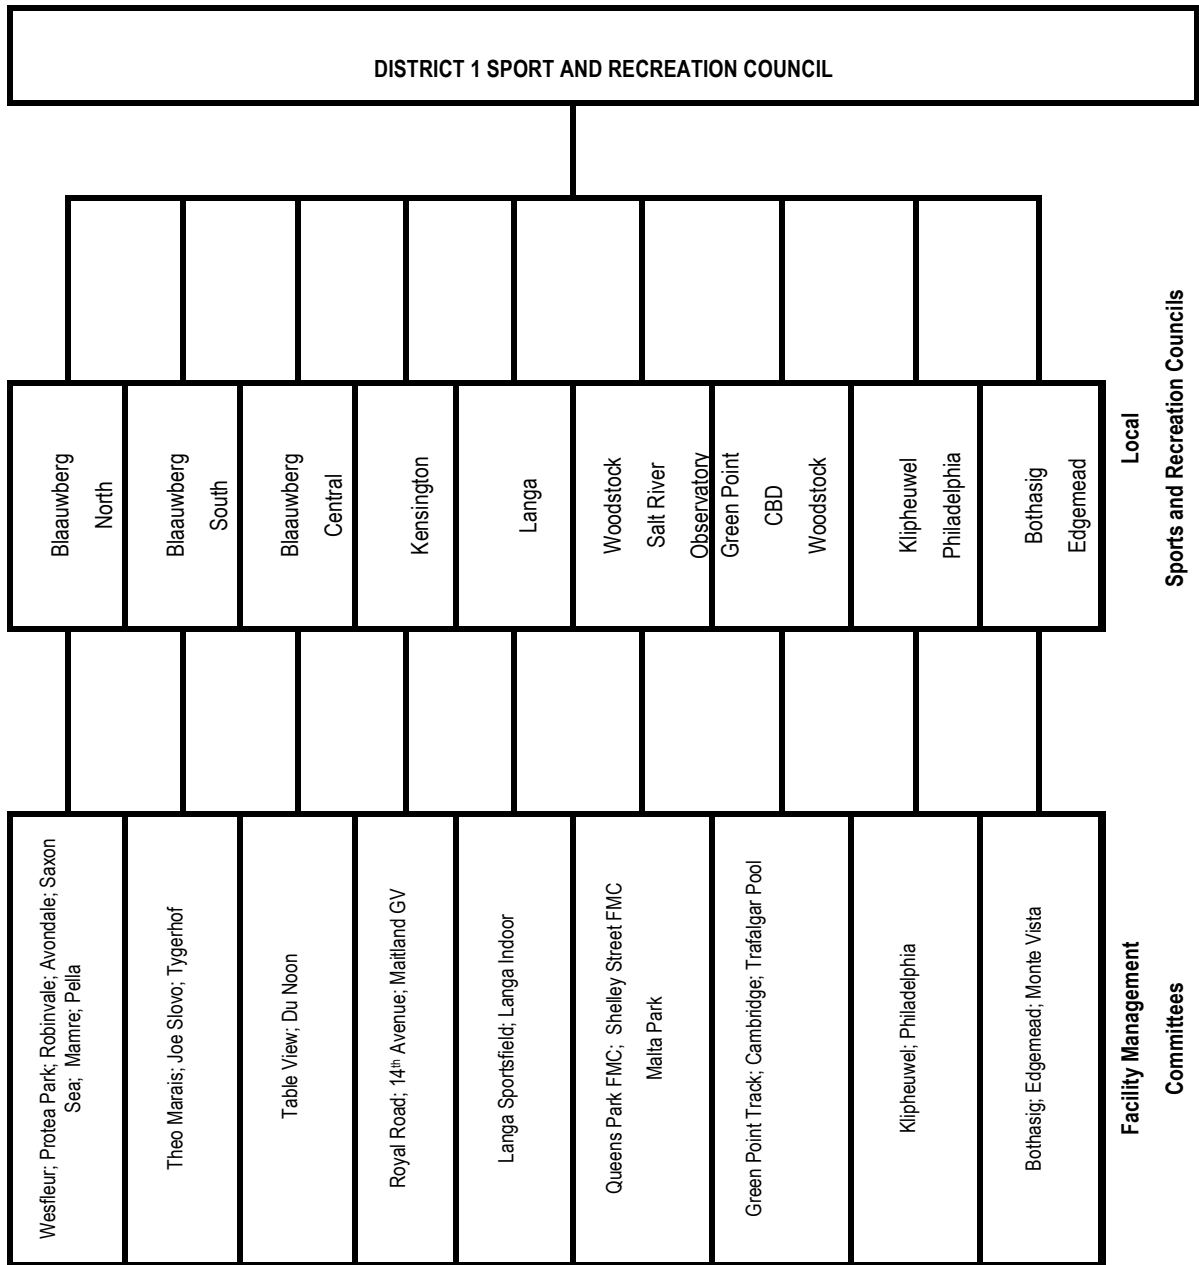 DISTRICT 1 SPORT AND RECREATION COUNCIL
Blaauwberg
North
Blaauwberg
South
Blaauwberg
Central
Kensington
Langa
Woodstock
Salt River
Observatory
Green Point
CBD
Woodstock
Klipheuwel
Philadelphia
Bothasig
Edgemead
Local
Sports and Recreation Councils
Wesfleur; Protea Park; Robinvale; Avondale; Saxon
Sea; Mamre; Pella
Theo Marais; Joe Slovo; Tygerhof
Table View; Du Noon
Royal Road; 14th Avenue; Maitland GV
Langa Sportsfield; Langa Indoor
Queens Park FMC; Shelley Street FMC
Malta Park
Green Point Track; Cambridge; Trafalgar Pool
Klipheuwel; Philadelphia
Bothasig; Edgemead; Monte Vista
Facility Management
Committees